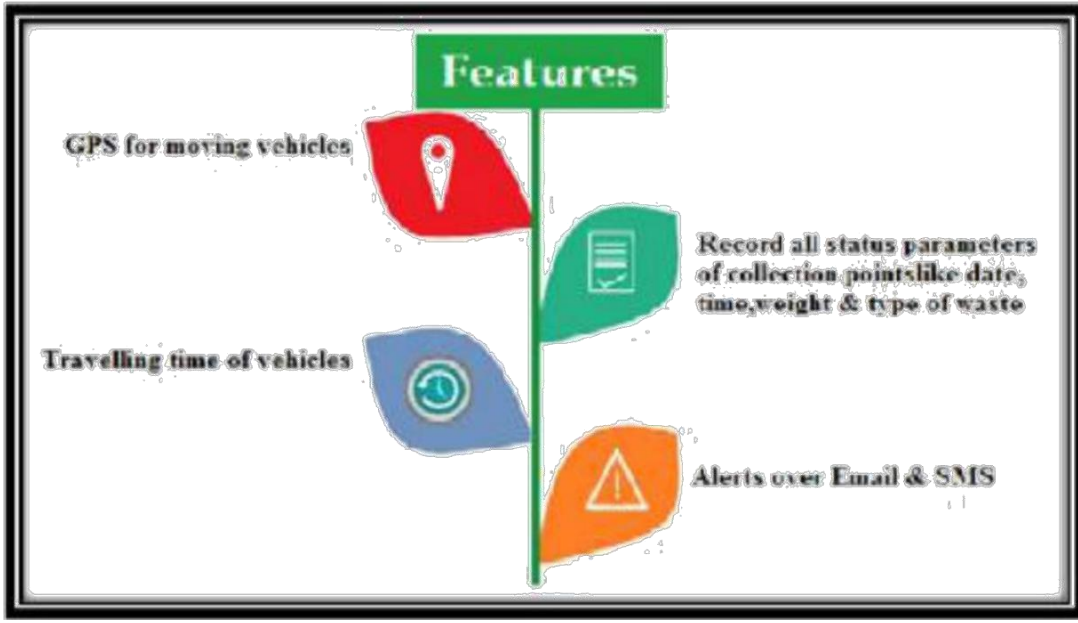 Features
GPS for moving vehicles
Record all status parameters
of collection pointslike date,
time,weight & type of waste
Travelling time of vehicles
Alerts over Email & SMS